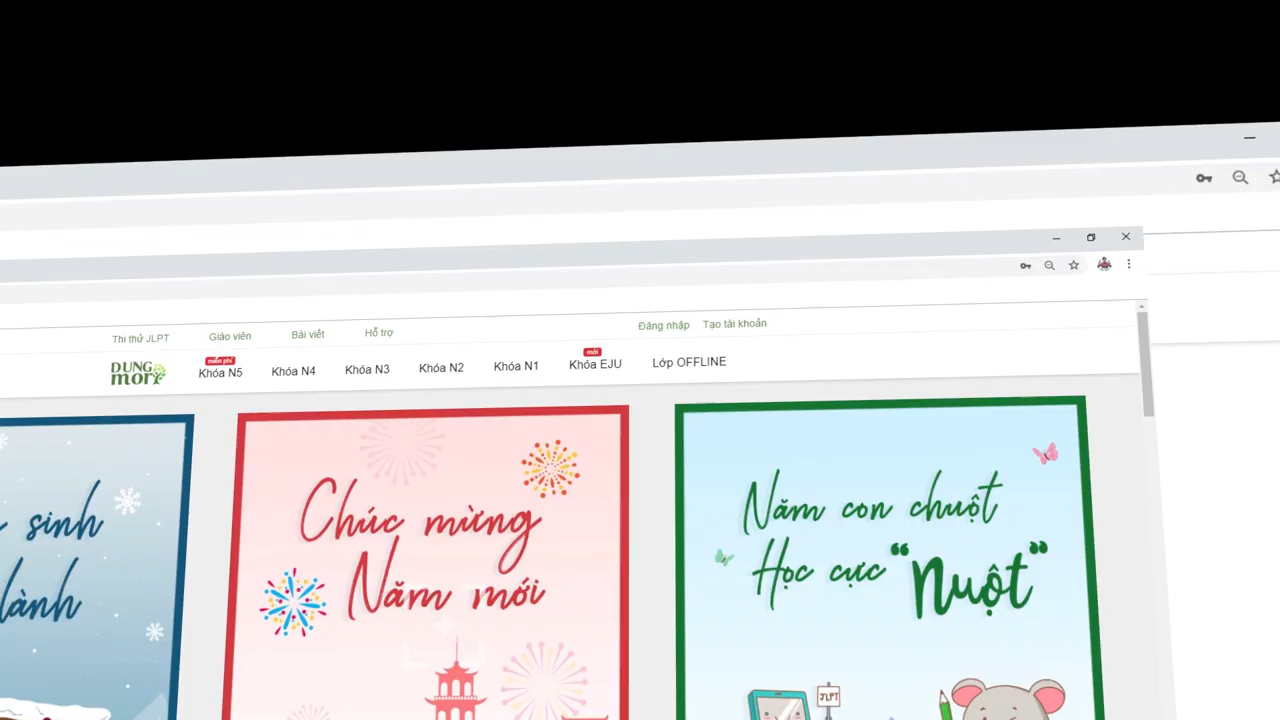 Thi thử JLPT
Giáo viên
Bài viết
Hỗ trợ
Đăng nhập
Tạo tài khoản
DUNG
mori
miễn phí
Khóa N5
Khóa N4
Khóa N3
Khóa N2
Khóa N1
mới
Khóa EJU
Lớp OFFLINE
sinh
lành
Chúc mừng
Năm mới
Năm con chuột
Học cực “Nuột”
JLPT